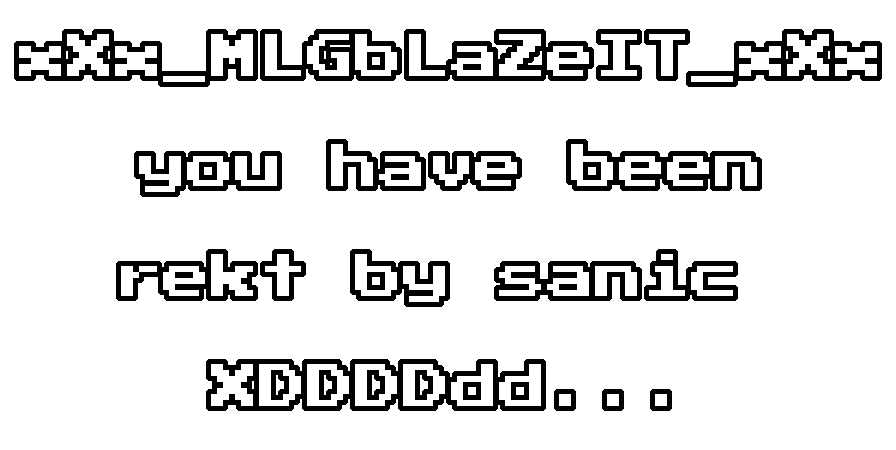 xXx_MLGbLaZeIT_xXx
you have been
rekt by sanic
XDDDDdd...